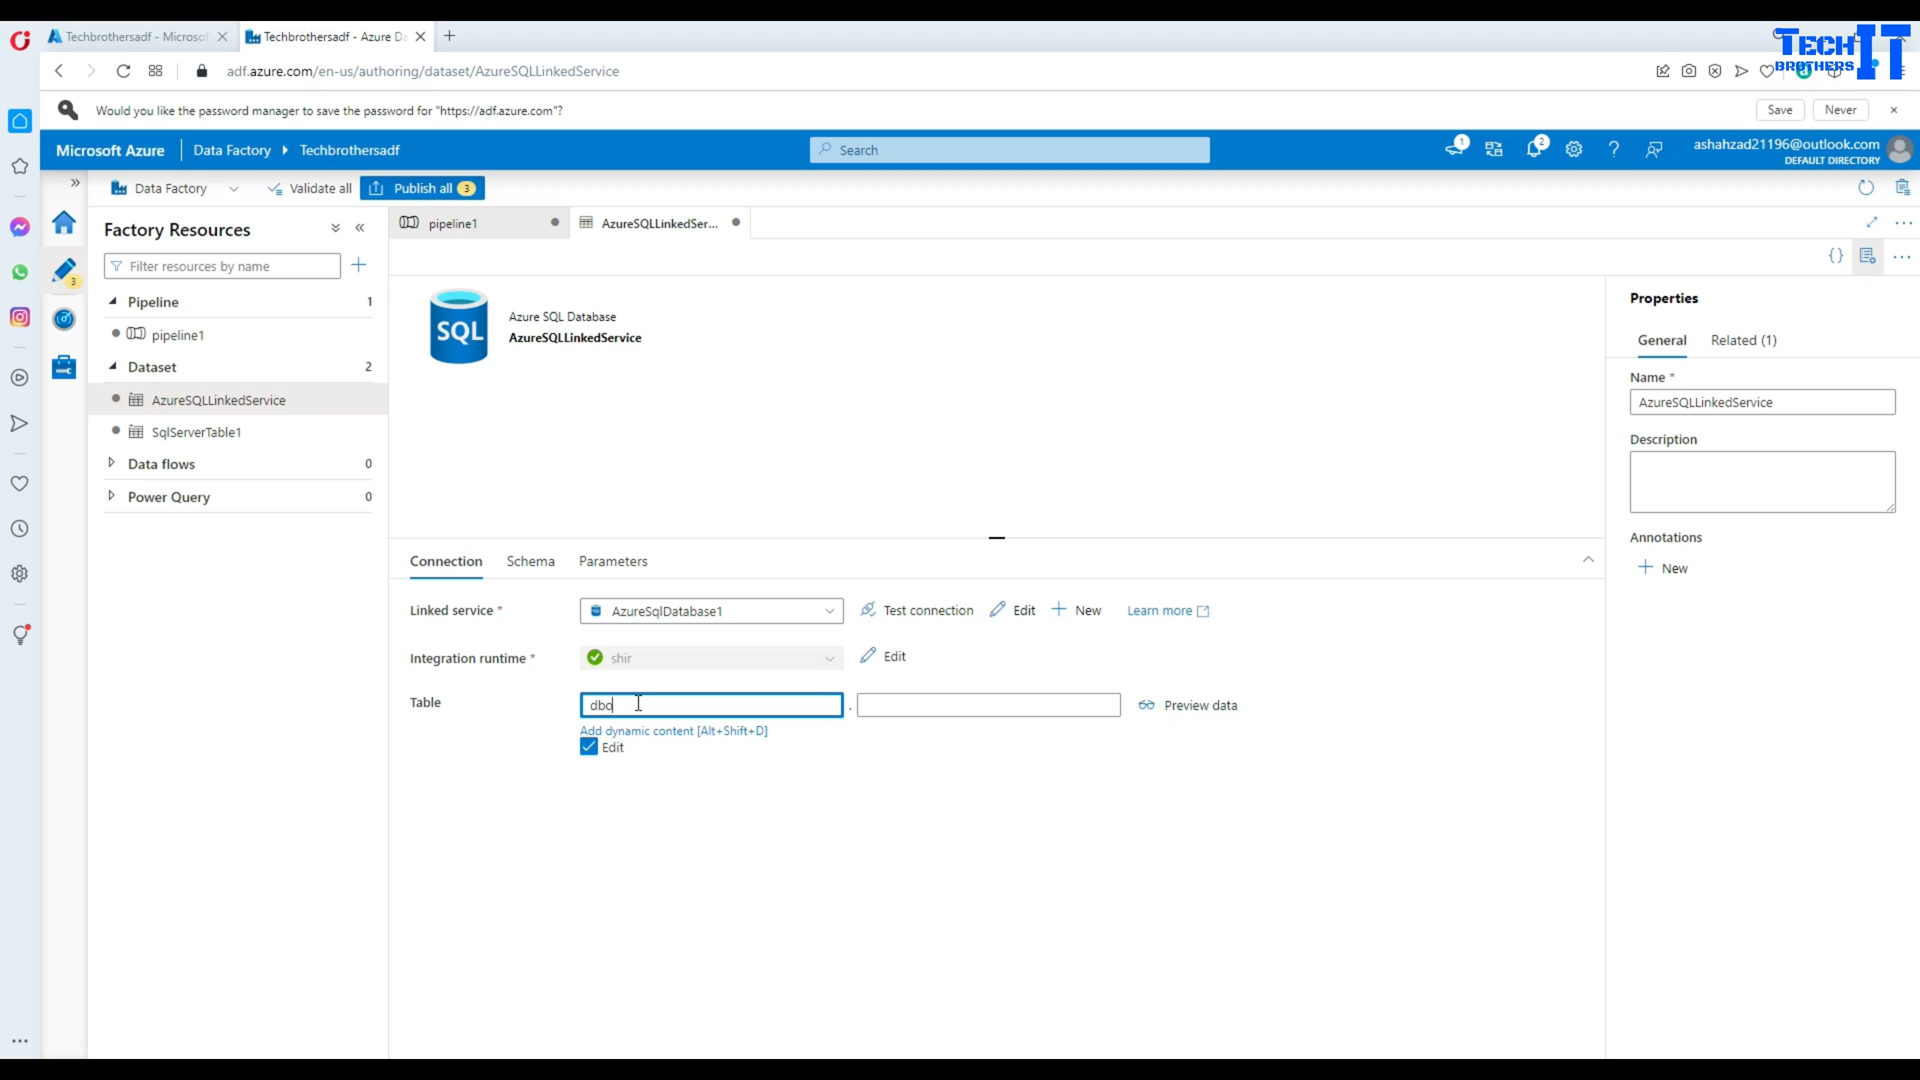 Techbrothersadf - Microso
Techbrothersadf - Azure Da
TECH IT
BROTHERS
adf.azure.com/en-us/authoring/dataset/AzureSQLLinkedService
Would you like the password manager to save the password for "https://adf.azure.com"?
Save
Never
Microsoft Azure
Data Factory
Techbrothersadf
Search
1
2
ashahzad21196@outlook.com
DEFAULT DIRECTORY
Data Factory
Validate all
Publish all
3
Factory Resources
pipeline1
AzureSQLLinkedSer...
Filter resources by name
3
Pipeline
1
pipeline1
Dataset
2
AzureSQLLinkedService
SqlServerTable1
Data flows
0
Power Query
0
SQL
Azure SQL Database
AzureSQLLinkedService
Properties
General
Related (1)
Name *
AzureSQLLinkedService
Description
Annotations
New
Connection
Schema
Parameters
Linked service *
AzureSqlDatabase1
Test connection
Edit
New
Learn more
Integration runtime *
shir
Edit
Table
dbo
.
Preview data
Add dynamic content [Alt+Shift+D]
Edit